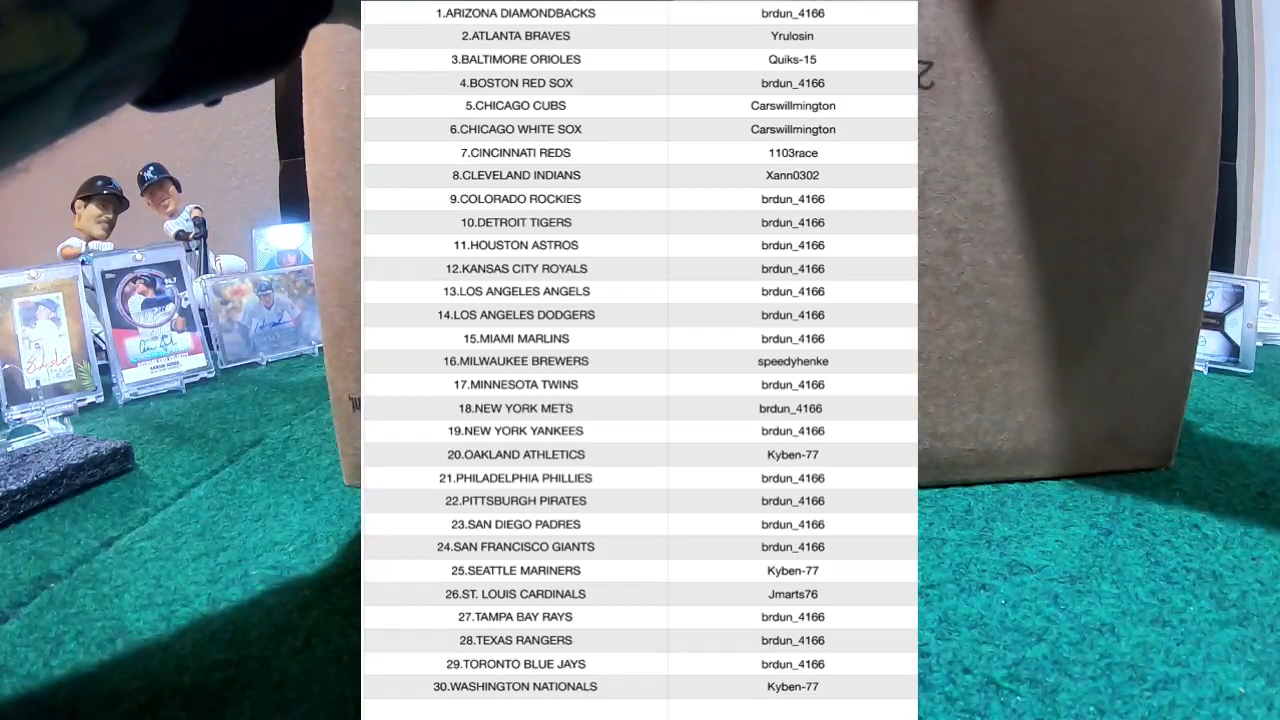 1.ARIZONA DIAMONDBACKS brdun_4166
2.ATLANTA BRAVES Yrulosin
3.BALTIMORE ORIOLES Quiks-15
4.BOSTON RED SOX brdun_4166
5.CHICAGO CUBS Carswillmington
6.CHICAGO WHITE SOX Carswillmington
7.CINCINNATI REDS 1103race
8.CLEVELAND INDIANS Xann0302
9.COLORADO ROCKIES brdun_4166
10.DETROIT TIGERS brdun_4166
11.HOUSTON ASTROS brdun_4166
12.KANSAS CITY ROYALS brdun_4166
13.LOS ANGELES ANGELS brdun_4166
14.LOS ANGELES DODGERS brdun_4166
15.MIAMI MARLINS brdun_4166
16.MILWAUKEE BREWERS speedyhenke
17.MINNESOTA TWINS brdun_4166
18.NEW YORK METS brdun_4166
19.NEW YORK YANKEES brdun_4166
20.OAKLAND ATHLETICS Kyben-77
21.PHILADELPHIA PHILLIES brdun_4166
22.PITTSBURGH PIRATES brdun_4166
23.SAN DIEGO PADRES brdun_4166
24.SAN FRANCISCO GIANTS brdun_4166
25.SEATTLE MARINERS Kyben-77
26.ST. LOUIS CARDINALS Jmarts76
27.TAMPA BAY RAYS brdun_4166
28.TEXAS RANGERS brdun_4166
29.TORONTO BLUE JAYS brdun_4166
30.WASHINGTON NATIONALS Kyben-77